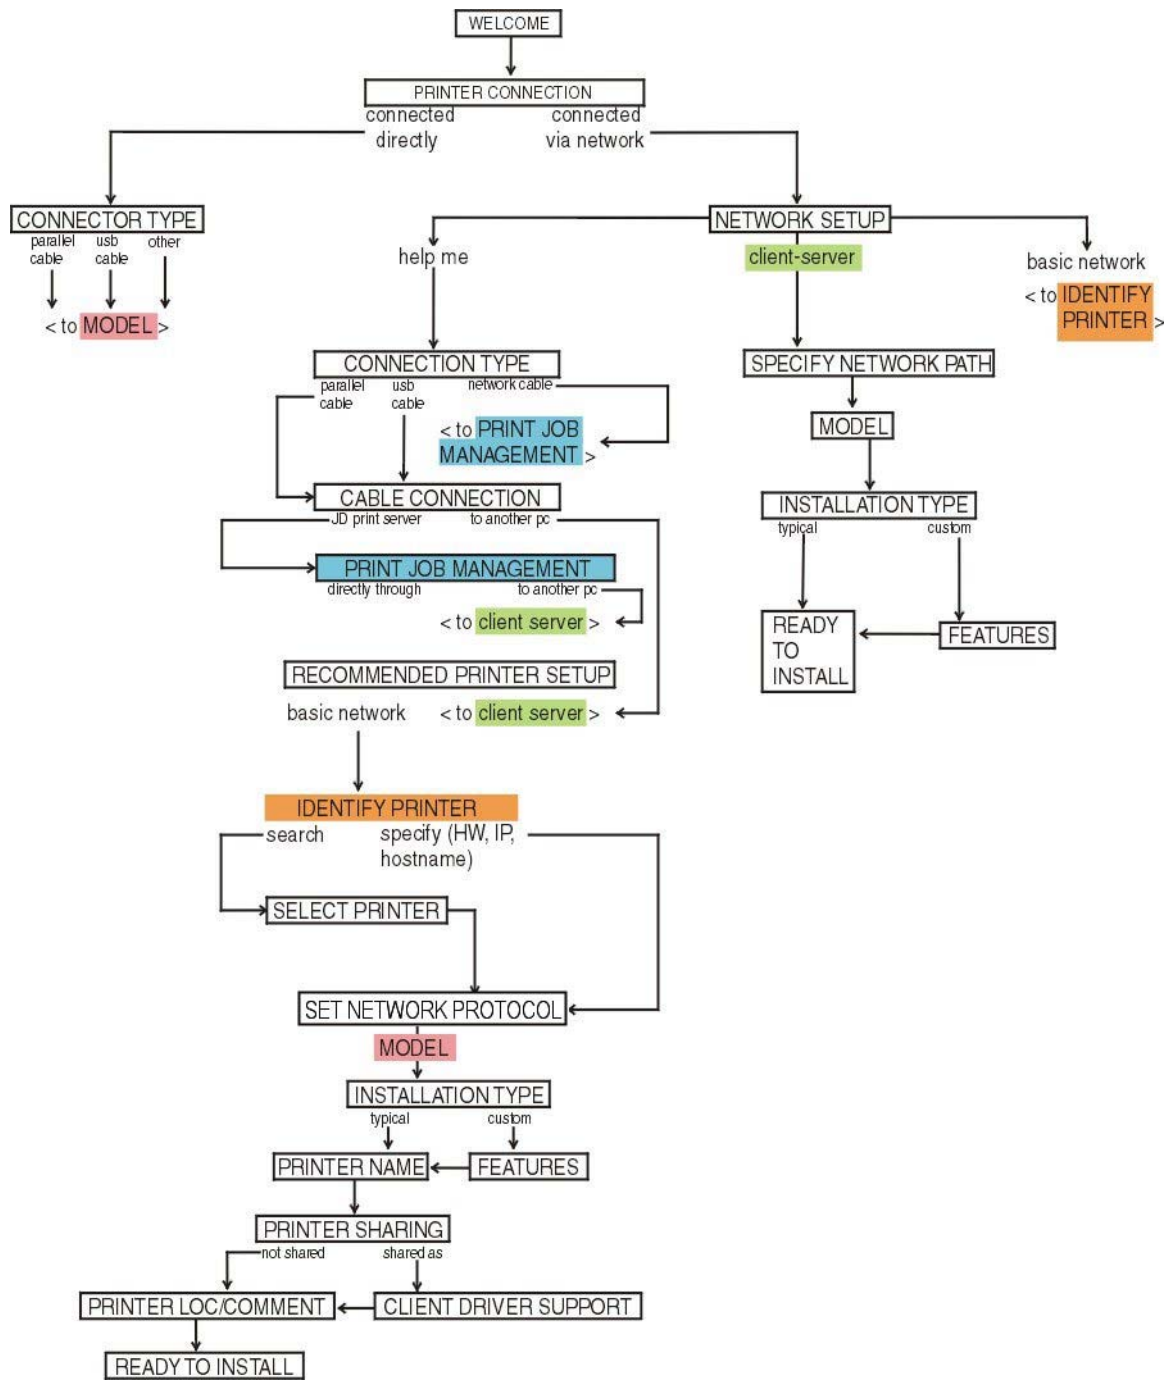 WELCOME
PRINTER CONNECTION
connected
directly
connected
via network
CONNECTOR TYPE
parallel
cable
usb
cable
other
< to MODEL >
NETWORK SETUP
help me
client-server
basic network
< to IDENTIFY
PRINTER >
CONNECTION TYPE
parallel
cable
usb
cable
network cable
< to PRINT JOB
MANAGEMENT >
SPECIFY NETWORK PATH
MODEL
INSTALLATION TYPE
typical
custom
READY
TO
INSTALL
FEATURES
CABLE CONNECTION
JD print server
to another pc
PRINT JOB MANAGEMENT
directly through
to another pc
< to client server >
RECOMMENDED PRINTER SETUP
basic network
< to client server >
IDENTIFY PRINTER
search
specify (HW, IP,
hostname)
SELECT PRINTER
SET NETWORK PROTOCOL
MODEL
INSTALLATION TYPE
typical
custom
PRINTER NAME
FEATURES
PRINTER SHARING
not shared
shared as
PRINTER LOC/COMMENT
CLIENT DRIVER SUPPORT
READY TO INSTALL